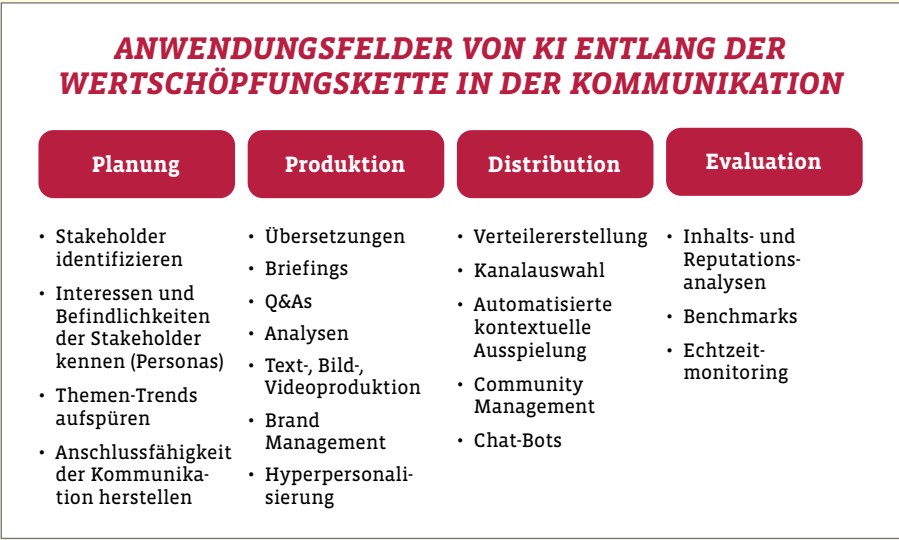 ANWENDUNGSFELDER VON KI ENTLANG DER
WERTSCHÖPFUNGSKETTE IN DER KOMMUNIKATION
Planung
• Stakeholder
identifizieren
• Interessen und
Befindlichkeiten
der Stakeholder
kennen (Personas)
• Themen-Trends
aufspüren
• Anschlussfähigkeit
der Kommunika-
tion herstellen
Produktion
• Übersetzungen
• Briefings
• Q&As
• Analysen
• Text-, Bild-,
Videoproduktion
• Brand
Management
• Hyperpersonali-
sierung
Distribution
• Verteilererstellung
• Kanalauswahl
• Automatisierte
kontextuelle
Ausspielung
• Community
Management
• Chat-Bots
Evaluation
• Inhalts- und
Reputations-
analysen
• Benchmarks
• Echtzeit-
monitoring